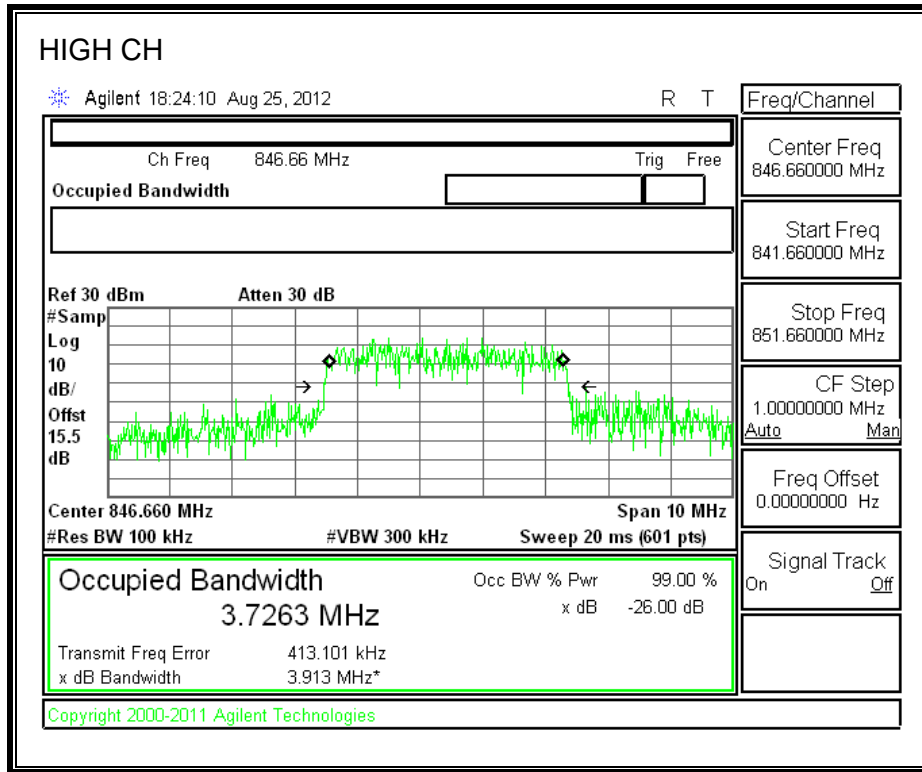 HIGH CH
Agilent 18:24:10 Aug 25, 2012 R T
Freq/Channel
Ch Freq 846.66 MHz Trig Free
Occupied Bandwidth
Center Freq
846.660000 MHz
Start Freq
841.660000 MHz
Stop Freq
851.660000 MHz
CF Step
1.00000000 MHz
Auto Man
Freq Offset
0.00000000 Hz
Signal Track
On Off
Ref 30 dBm Atten 30 dB
#Samp
Log
10
dB/
Offst
15.5
dB
Center 846.660 MHz Span 10 MHz
#Res BW 100 kHz #VBW 300 kHz Sweep 20 ms (601 pts)
Occupied Bandwidth Occ BW % Pwr 99.00 %
3.7263 MHz x dB -26.00 dB
Transmit Freq Error 413.101 kHz
x dB Bandwidth 3.913 MHz*
Copyright 2000-2011 Agilent Technologies